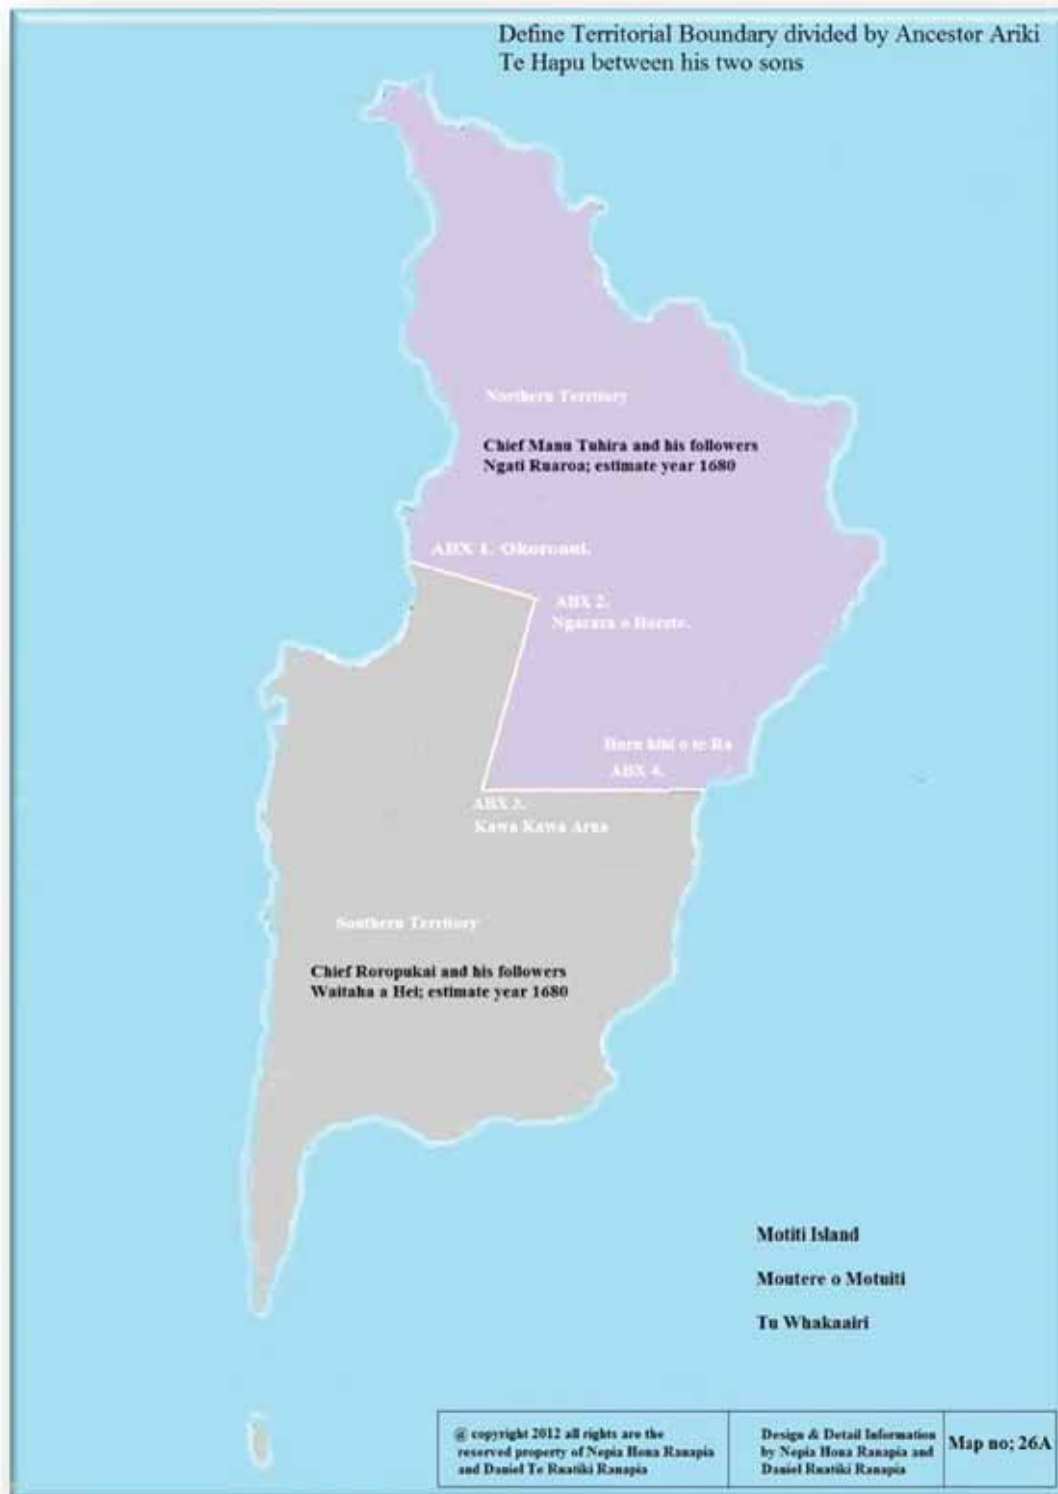 Define Territorial Boundary divided by Ancestor Ariki
Te Hapu between his two sons
Northern Territory
Chief Manu Tuhira and his followers
Ngati Ruaroa; estimate year 1680
ABX 1. Okoronui.
ABX 2.
Ngarara o
o te Ra
ABX 4.
ABX 3.
Kawa Kawa Arua
Southern Territory
Chief Roropukai and his followers
Waitaha a Hei; estimate year 1680
Motiti Island
Moutere o Motuiti
Tu Whakaairi
@ copyright 2012 all rights are the
reserved property of Nepia Hona Ranapia
and Daniel Te Ruatiki Ranapia
Design & Detail Information
by Nepia Hona Ranapia and
Daniel Ruatiki Ranapia
Map no; 26A